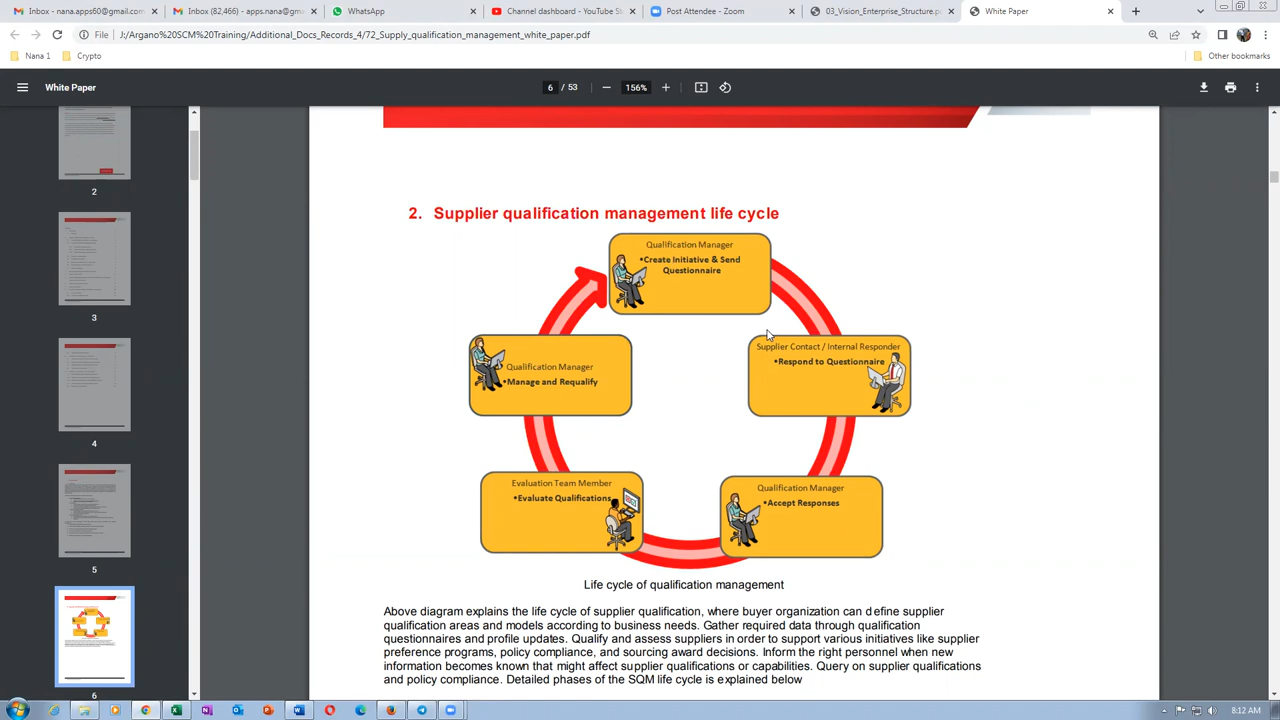 Inbox - nana.apps60@gmail.com
Inbox (82,466) - apps.nana@gma
WhatsApp
Channel dashboard - YouTube St
Post Attendee - Zoom
03_Vision_Enterprise_Structure.p
White Paper
File
J:/Argano%20SCM%20Training/Additional_Docs_Records_4/72_Supply_qualification_management_white_paper.pdf
Nana 1
Crypto
Other bookmarks
White Paper
6 / 53
156%
2
3
4
5
6
2. Supplier qualification management life cycle
Qualification Manager
•Create Initiative & Send
Questionnaire
Supplier Contact / Internal Responder
•Respond to Questionnaire
Qualification Manager
•Manage and Requalify
Evaluation Team Member
•Evaluate Qualifications
Qualification Manager
•Accept Responses
Life cycle of qualification management
Above diagram explains the life cycle of supplier qualification, where buyer organization can define supplier
qualification areas and models according to business needs. Gather required data through qualification
questionnaires and profile updates. Qualify and assess suppliers in order to support various initiatives like supplier
preference programs, policy compliance, and sourcing award decisions. Inform the right personnel when new
information becomes known that might affect supplier qualifications or capabilities. Query on supplier qualifications
and policy compliance. Detailed phases of the SQM life cycle is explained below
8:12 AM